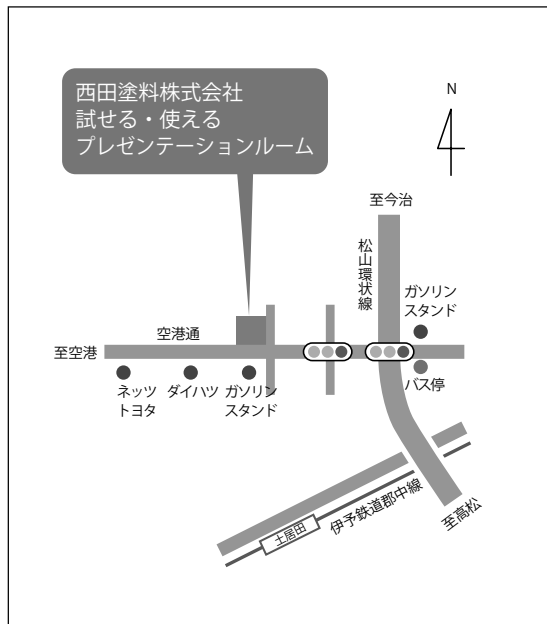 西田塗料株式会社
試せる・使える
プレゼンテーションルーム
N
至今治
松山環状線
ガソリン
スタンド
空港通
至空港
ネッツ
トヨタ
ダイハツ
ガソリン
スタンド
バス停
伊予鉄道郡中線
土居田
至高松